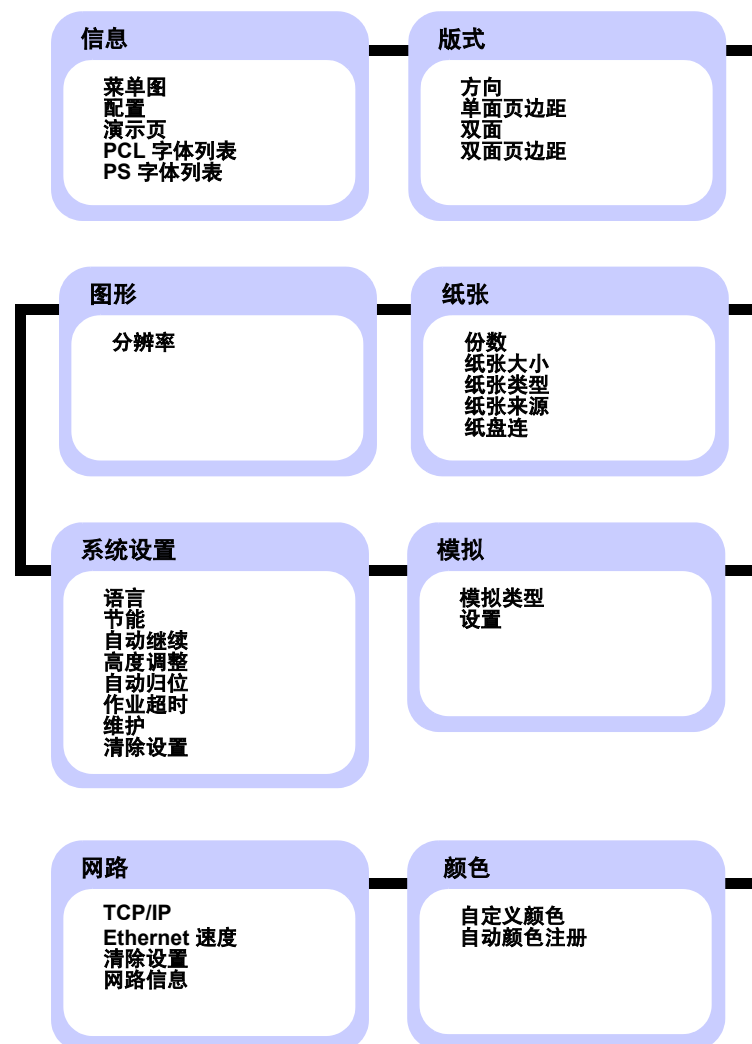 信息
菜单图
配置
演示页
PCL 字体列表
PS 字体列表
版式
方向
单面页边距
双面
双面页边距
图形
分辨率
纸张
份数
纸张大小
纸张类型
纸张来源
纸盘连
系统设置
语言
节能
自动继续
高度调整
自动归位
作业超时
维护
清除设置
模拟
模拟类型
设置
网路
TCP/IP
Ethernet 速度
清除设置
网路信息
颜色
自定义颜色
自动颜色注册